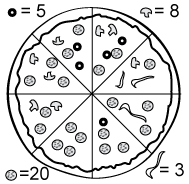 = 5
= 8
=20
= 3